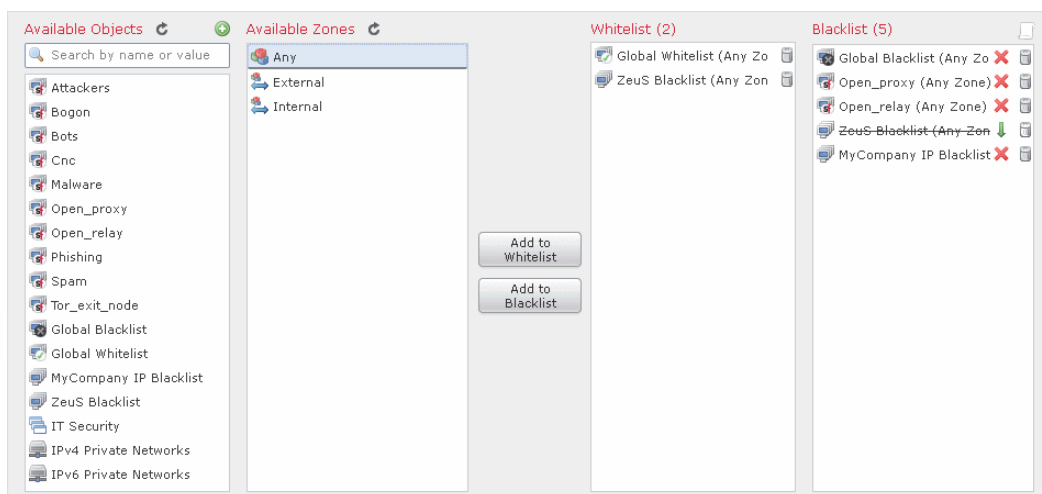 Available Objects
Search by name or value
Attackers
Bogon
Bots
Cnc
Malware
Open_proxy
Open_relay
Phishing
Spam
Tor_exit_node
Global Blacklist
Global Whitelist
MyCompany IP Blacklist
ZeuS Blacklist
IT Security
IPv4 Private Networks
IPv6 Private Networks
Available Zones
Any
External
Internal
Add to
Whitelist
Add to
Blacklist
Whitelist (2)
Global Whitelist (Any Zo
ZeuS Blacklist (Any Zon
Blacklist (5)
Global Blacklist (Any Zo
Open_proxy (Any Zone)
Open_relay (Any Zone)
ZeuS Blacklist (Any Zon
MyCompany IP Blacklist